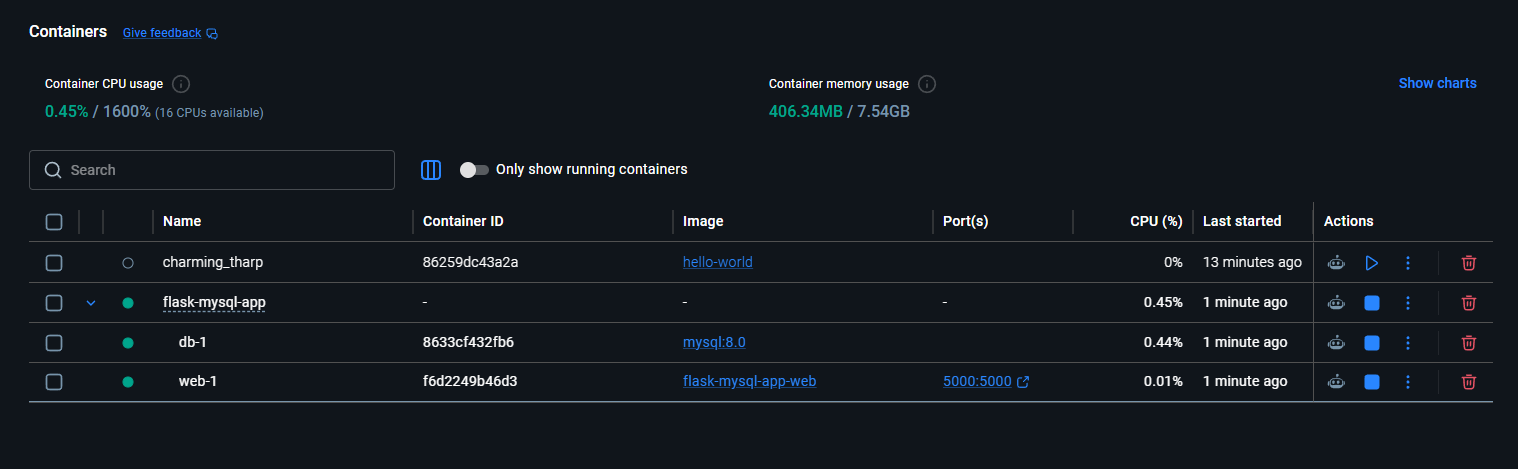 Containers Give feedback
Container CPU usage
0.45% / 1600% (16 CPUs available)
Container memory usage
406.34MB / 7.54GB
Show charts
Search
Only show running containers
Name Container ID Image Port(s) CPU (%) Last started Actions
charming_tharp 86259dc43a2a hello-world 0% 13 minutes ago
flask-mysql-app - - - 0.45% 1 minute ago
db-1 8633cf432fb6 mysql:8.0 0.44% 1 minute ago
web-1 f6d2249b46d3 flask-mysql-app-web 5000:5000 0.01% 1 minute ago